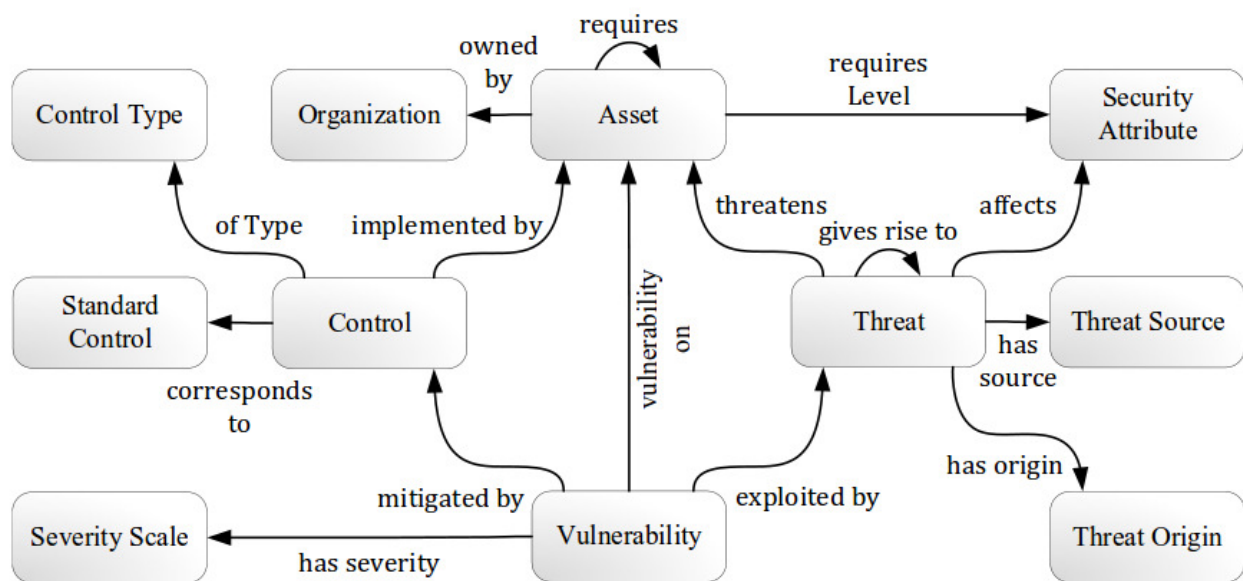 requires
owned
by
requires
Level
Control Type
Organization
Asset
Security
Attribute
of Type
implemented by
threatens
affects
gives rise to
vulnerability
on
Standard
Control
Control
Threat
Threat Source
has
source
corresponds
to
mitigated by
exploited by
has origin
Severity Scale
has severity
Vulnerability
Threat Origin